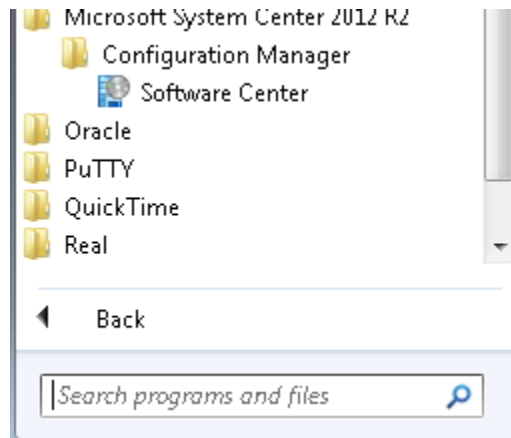 Microsoft System Center 2012 R2
Configuration Manager
Software Center
Oracle
PuTTY
QuickTime
Real
Back
Search programs and files